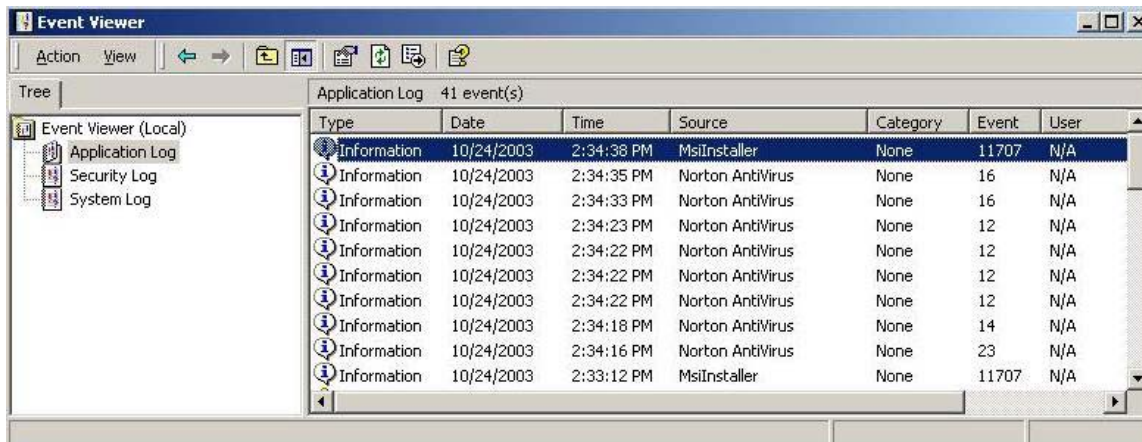 Event Viewer
Action View
Tree
Application Log 41 event(s)
Event Viewer (Local)
Application Log
Security Log
System Log
Type Date Time Source Category Event User
Information 10/24/2003 2:34:38 PM MsiInstaller None 11707 N/A
Information 10/24/2003 2:34:35 PM Norton AntiVirus None 16 N/A
Information 10/24/2003 2:34:33 PM Norton AntiVirus None 16 N/A
Information 10/24/2003 2:34:23 PM Norton AntiVirus None 12 N/A
Information 10/24/2003 2:34:22 PM Norton AntiVirus None 12 N/A
Information 10/24/2003 2:34:22 PM Norton AntiVirus None 12 N/A
Information 10/24/2003 2:34:22 PM Norton AntiVirus None 12 N/A
Information 10/24/2003 2:34:18 PM Norton AntiVirus None 14 N/A
Information 10/24/2003 2:34:16 PM Norton AntiVirus None 23 N/A
Information 10/24/2003 2:33:12 PM MsiInstaller None 11707 N/A